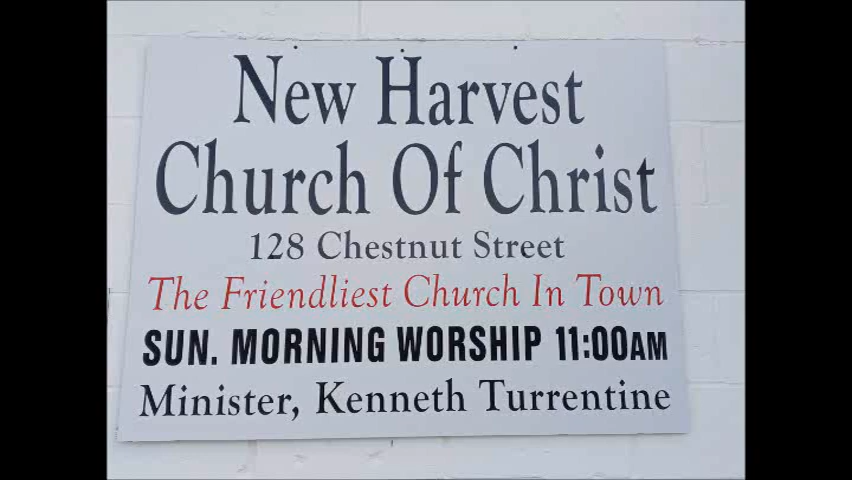 New Harvest
Church Of Christ
128 Chestnut Street
The Friendliest Church In Town
SUN. MORNING WORSHIP 11:00AM
Minister, Kenneth Turrentine